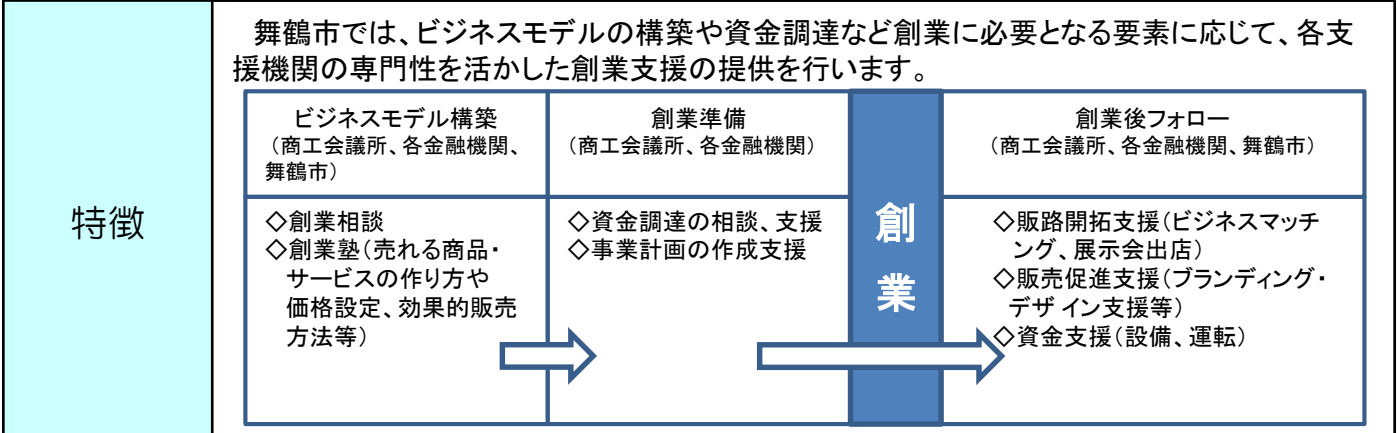 特徴
舞鶴市では、ビジネスモデルの構築や資金調達など創業に必要となる要素に応じて、各支
援機関の専門性を活かした創業支援の提供を行います。
ビジネスモデル構築
（商工会議所、各金融機関、
舞鶴市）
◇創業相談
◇創業塾（売れる商品・
サービスの作り方や
価格設定、効果的販売
方法等）
創業準備
（商工会議所、各金融機関）
◇資金調達の相談、支援
◇事業計画の作成支援
創
業
創業後フォロー
（商工会議所、各金融機関、舞鶴市）
◇販路開拓支援（ビジネスマッチ
ング、展示会出店）
◇販売促進支援（ブランディング・
デザイン支援等）
◇資金支援（設備、運転）